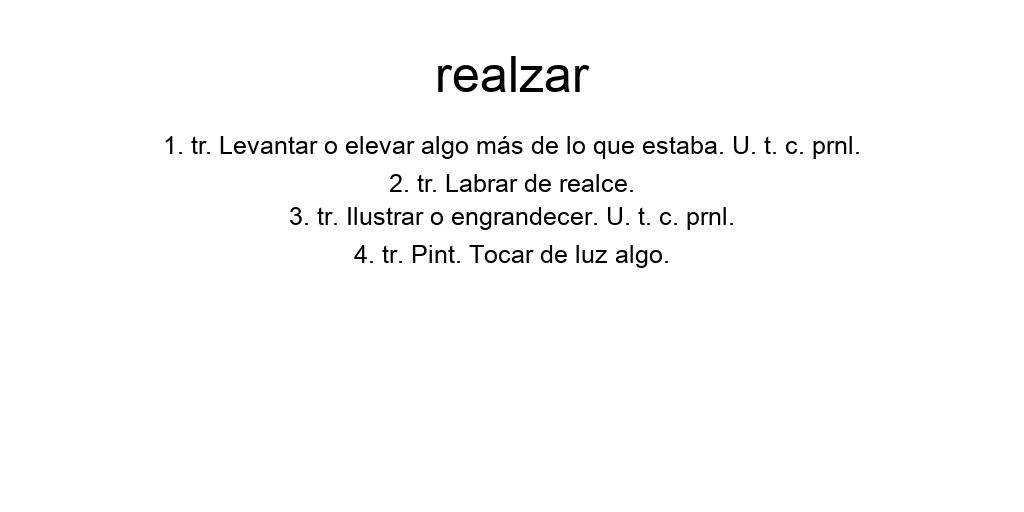 realzar
1. tr. Levantar o elevar algo más de lo que estaba. U. t. c. prnl.
2. tr. Labrar de realce.
3. tr. Ilustrar o engrandecer. U. t. c. prnl.
4. tr. Pint. Tocar de luz algo.